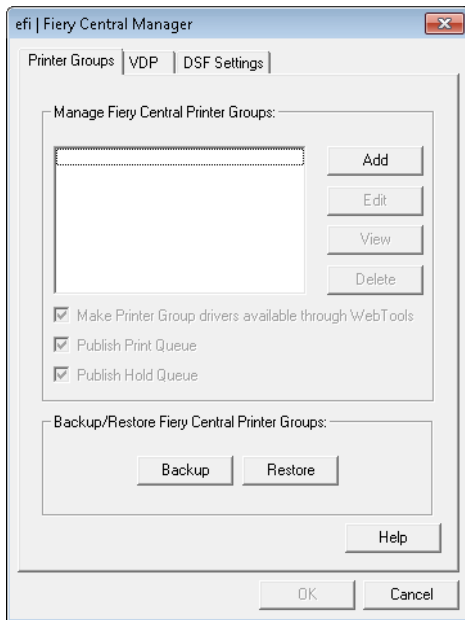 efi | Fiery Central Manager
Printer Groups VDP DSF Settings
Manage Fiery Central Printer Groups:
Add
Edit
View
Delete
Make Printer Group drivers available through WebTools
Publish Print Queue
Publish Hold Queue
Backup/Restore Fiery Central Printer Groups:
Backup Restore
Help
OK Cancel